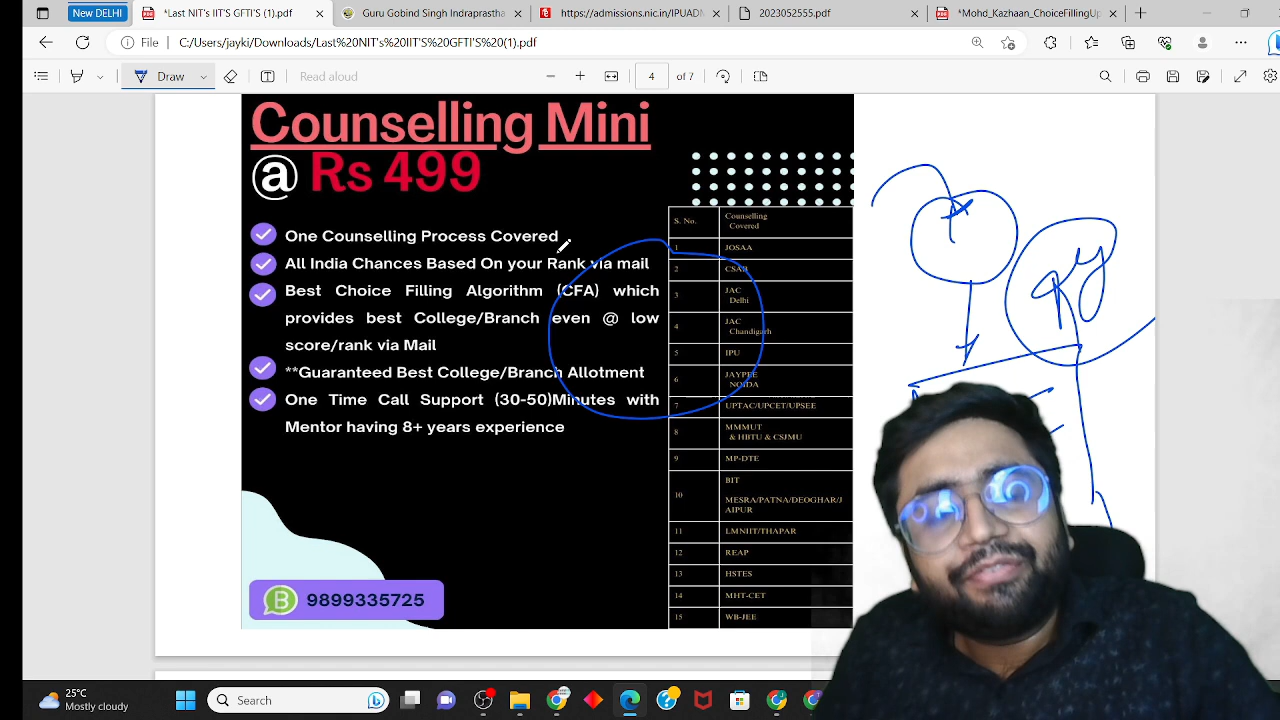 New DELHI
*Last NIT's IIT'S GFTI'S (1).pdf
Guru Gobind Singh Indraprastha
https://admissions.nic.in/IPUADM
2023052555.pdf
*Mohd_Kazaan_ChoiceFillingUp
File
C:/Users/jayki/Downloads/Last%20NIT's%20IIT'S%20GFTI'S%20(1).pdf
Draw
Read aloud
4 of 7
Counselling Mini
@ Rs 499
One Counselling Process Covered
All India Chances Based On your Rank via mail
Best Choice Filling Algorithm (CFA) which
provides best College/Branch even @ low
score/rank via Mail
**Guaranteed Best College/Branch Allotment
One Time Call Support (30-50)Minutes with
Mentor having 8+ years experience
9899335725
S. No. Counselling
Covered
1 JOSAA
2 CSAB
3 JAC
Delhi
4 JAC
Chandigarh
5 IPU
6 JAYPEE
NOIDA
7 UPTAC/UPCET/UPSEE
8 MMMUT
& HBTU & CSJMU
9 MP-DTE
10 BIT
MESRA/PATNA/DEOGHAR/J
AIPUR
11 LMNIIT/THAPAR
12 REAP
13 HSTES
14 MHT-CET
15 WB-JEE
25°C
Mostly cloudy
Search